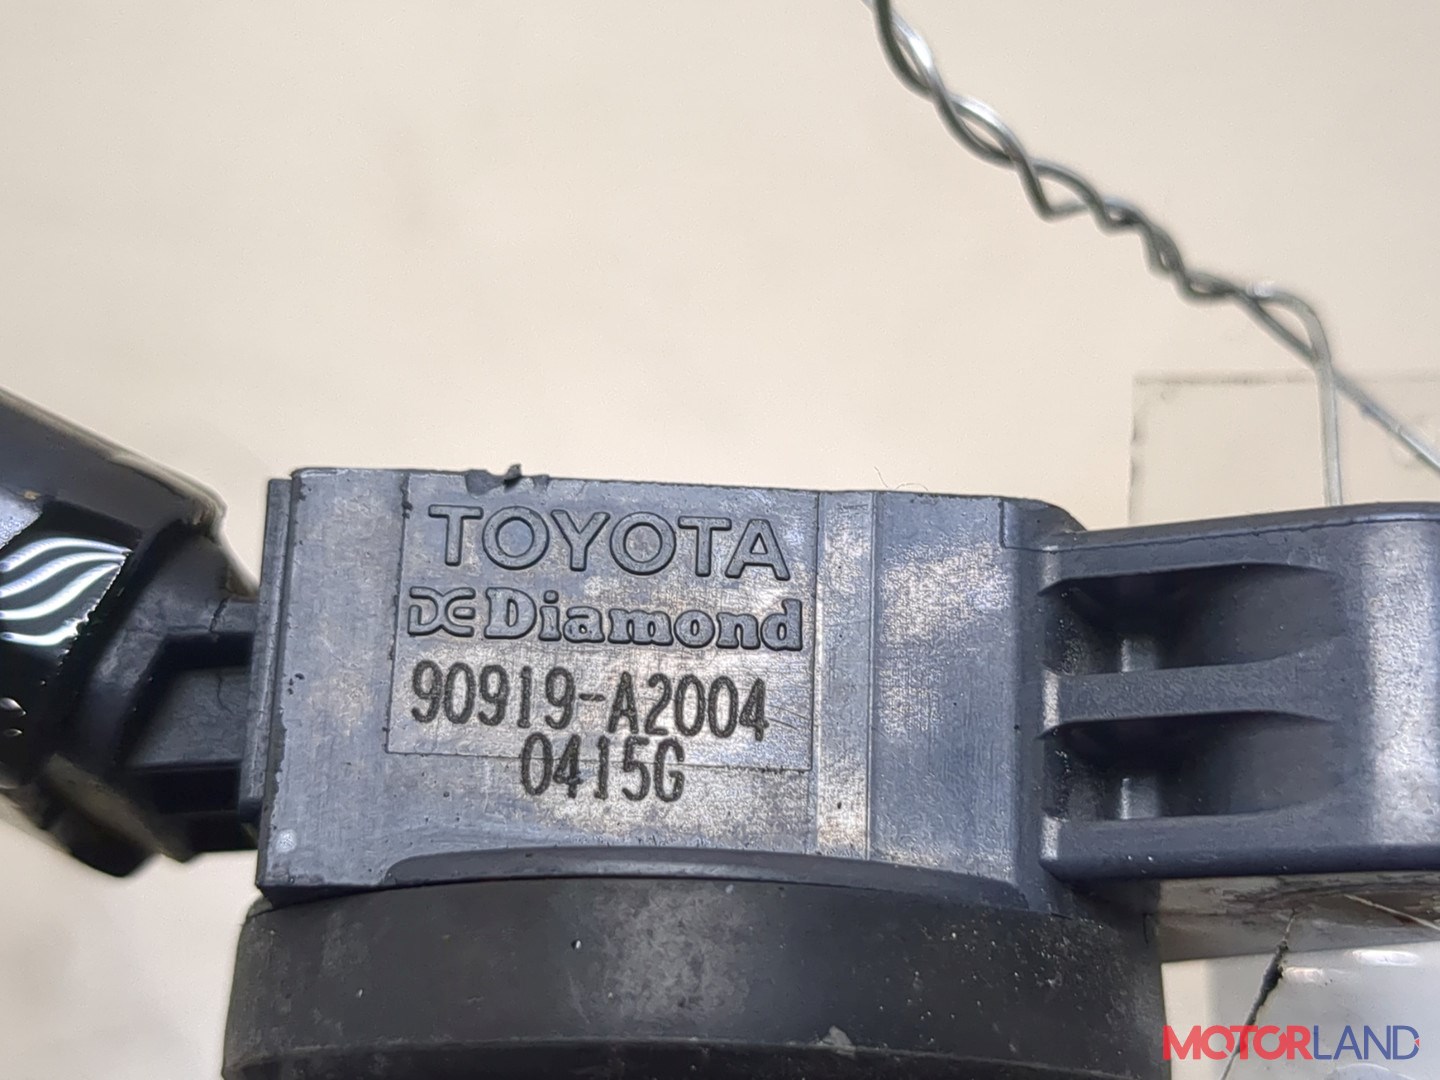 TOYOTA
Diamond
90919-A2004
0415G
MOTORLAND